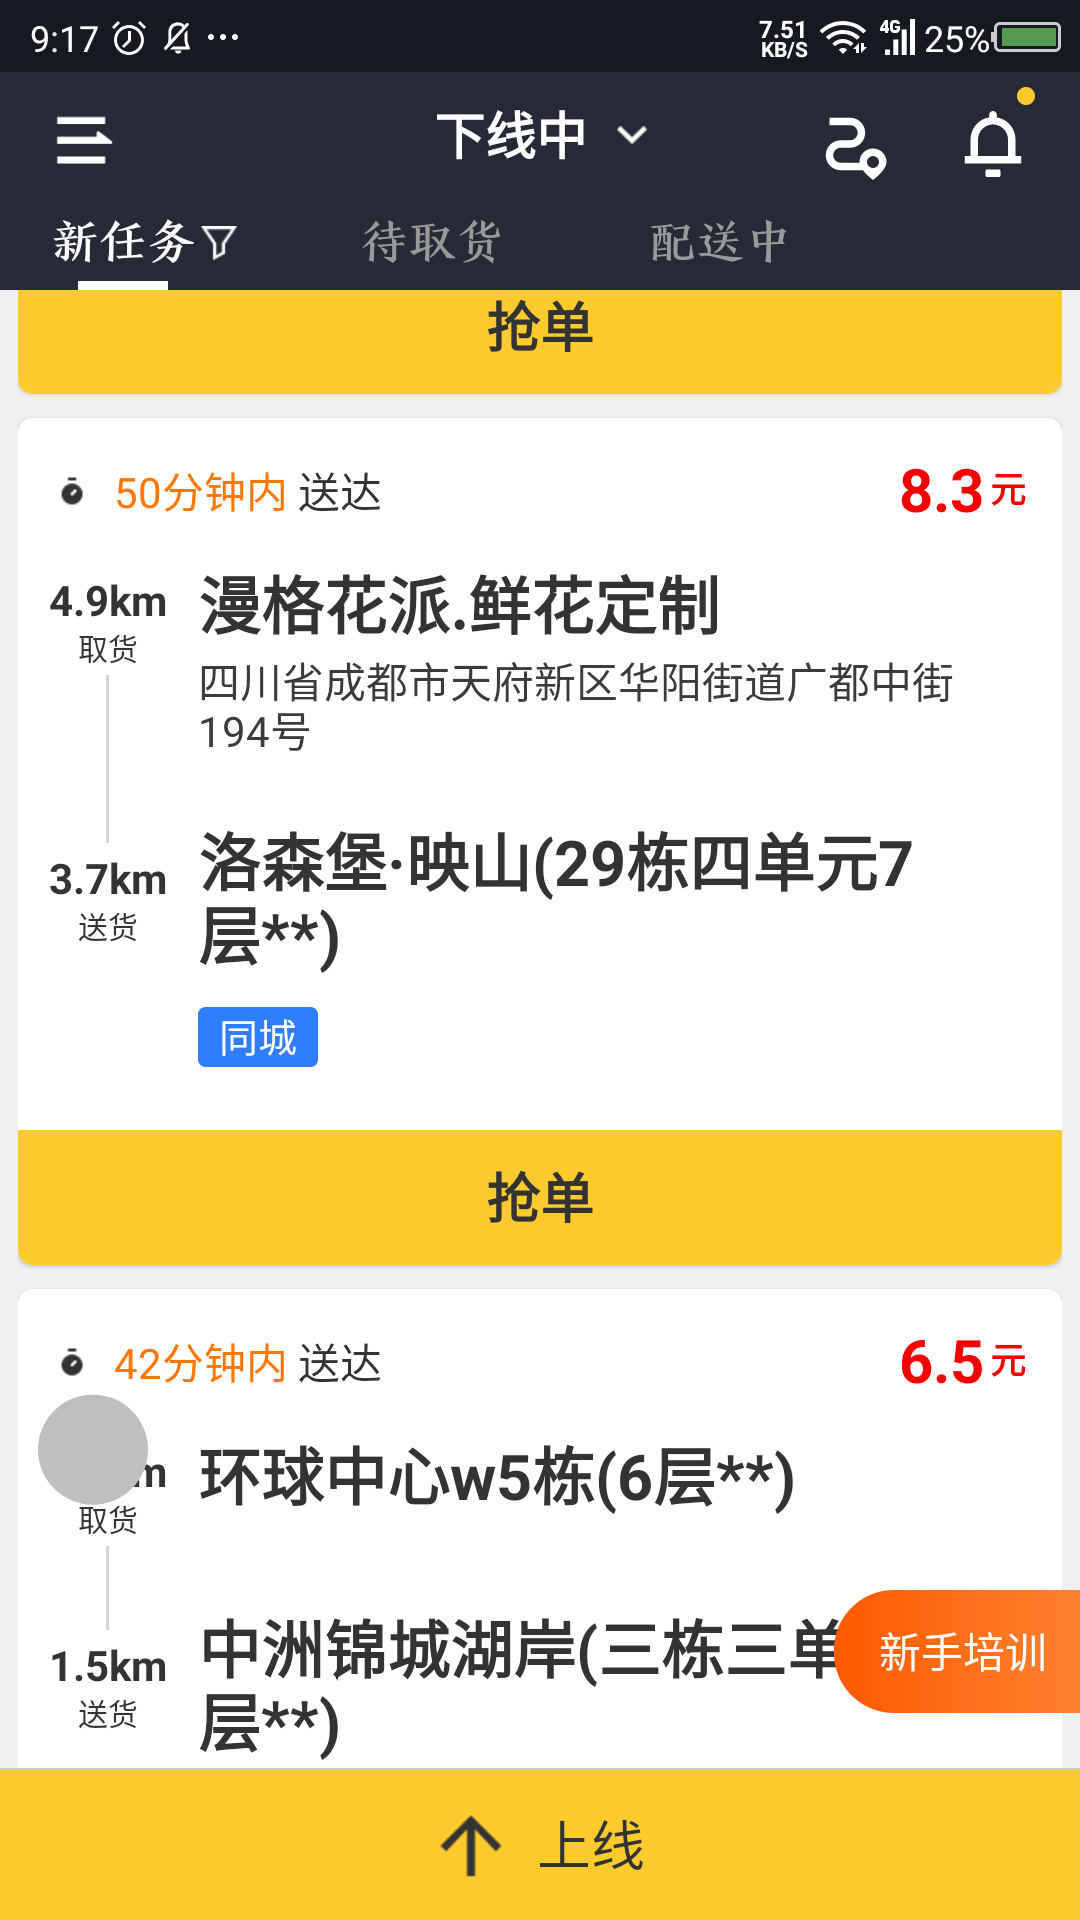 9:17
7.51 KB/S 4G 25%
下线中
新任务 待取货 配送中
抢单
50分钟内 送达 8.3元
4.9km 漫格花派.鲜花定制
取货
四川省成都市天府新区华阳街道广都中街
194号
3.7km 洛森堡·映山(29栋四单元7
送货 层**)
同城
抢单
42分钟内 送达 6.5元
环球中心w5栋(6层**)
取货
1.5km 中洲锦城湖岸(三栋三单
送货 层**)
新手培训
上线